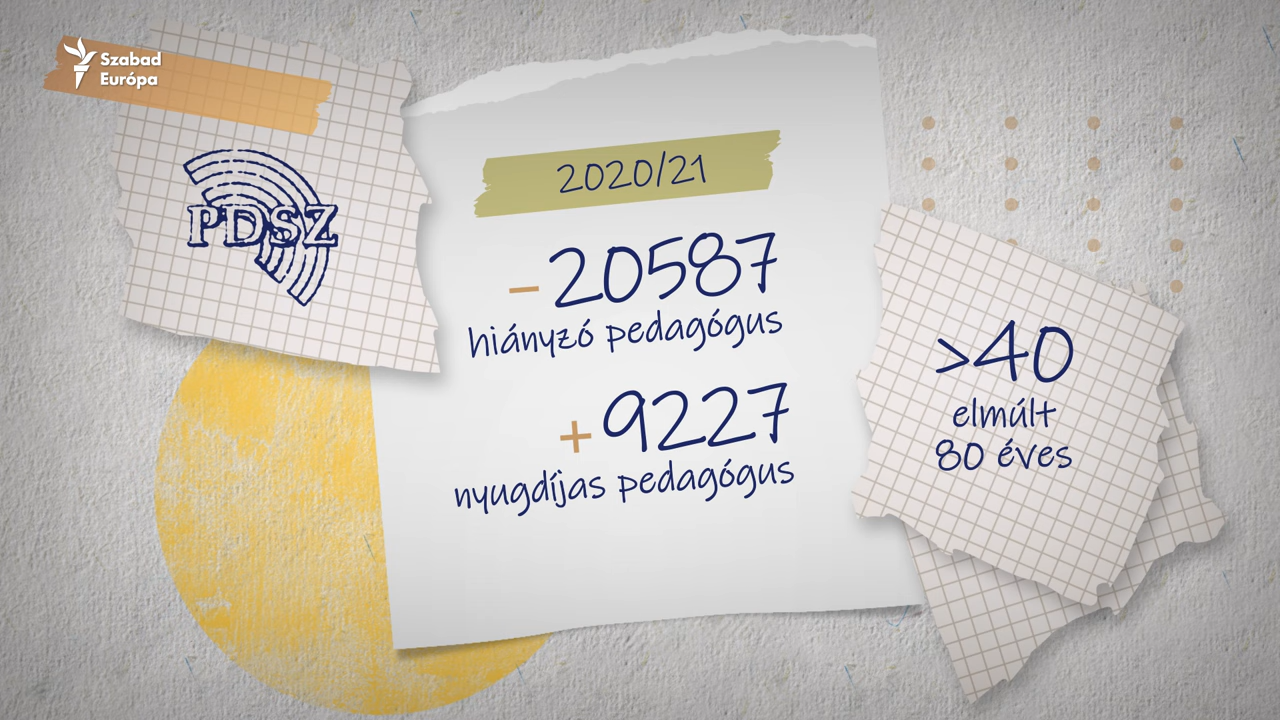 Szabad
Európa
PDSZ
2020/21
–20587
hiányzó pedagógus
+9227
nyugdíjas pedagógus
>40
elmúlt
80 éves